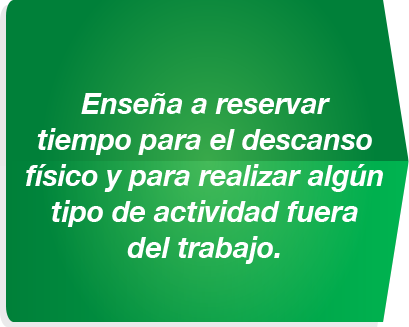 Enseña a reservar
tiempo para el descanso
físico y para realizar algún
tipo de actividad fuera
del trabajo.